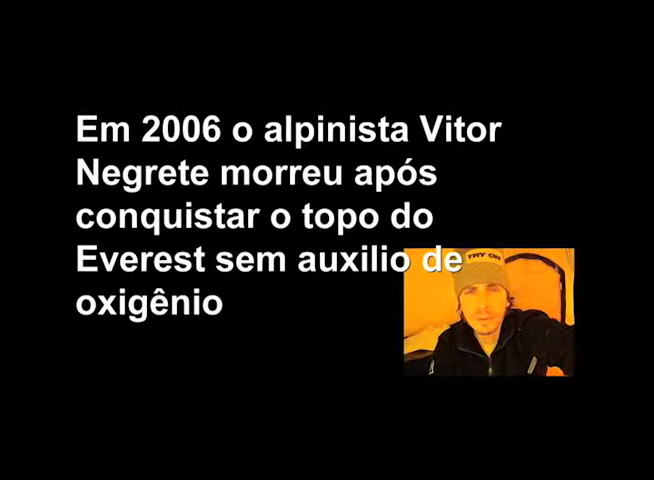 Em 2006 o alpinista Vitor
Negrete morreu após
conquistar o topo do
Everest sem auxilio de
oxigênio
TRY ON